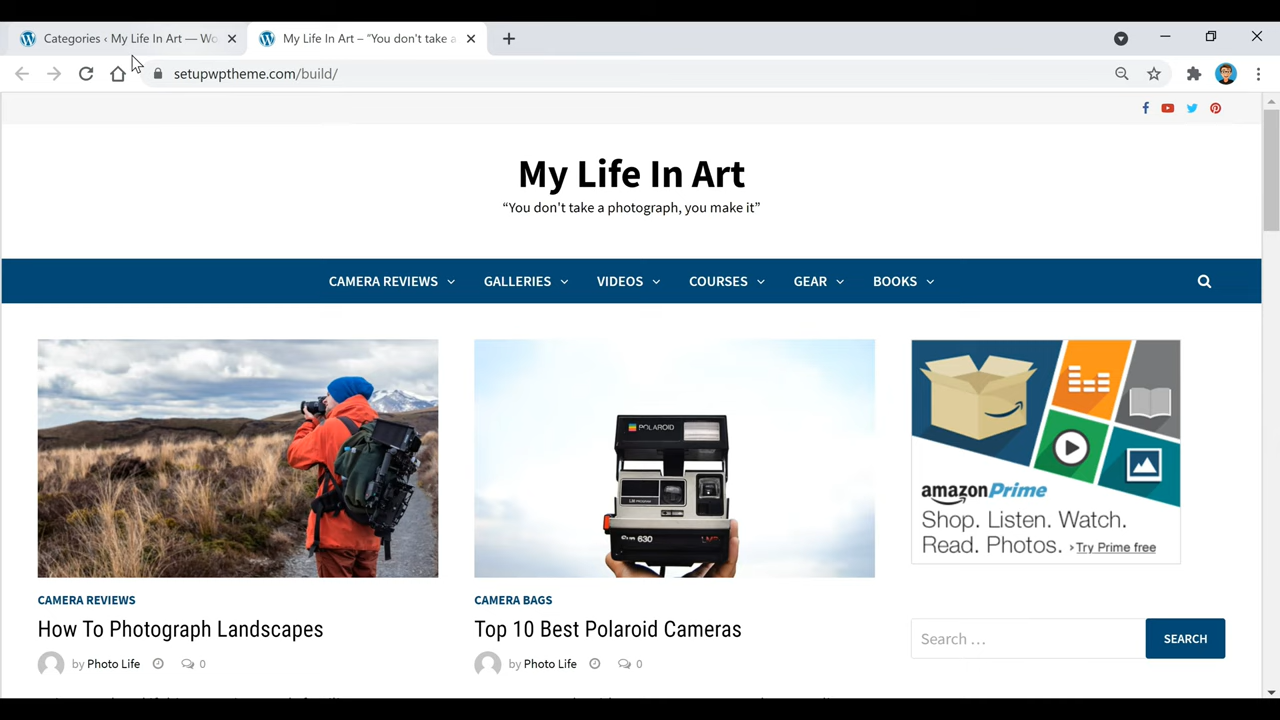 Categories ‹ My Life In Art — Wo
My Life In Art – “You don't take a
setupwptheme.com/build/
My Life In Art
“You don't take a photograph, you make it”
CAMERA REVIEWS
GALLERIES
VIDEOS
COURSES
GEAR
BOOKS
POLAROID
Sun 630
LMS
amazonPrime
Shop. Listen. Watch.
Read. Photos. › Try Prime free
CAMERA REVIEWS
CAMERA BAGS
How To Photograph Landscapes
Top 10 Best Polaroid Cameras
Search …
SEARCH
by Photo Life
0
by Photo Life
0